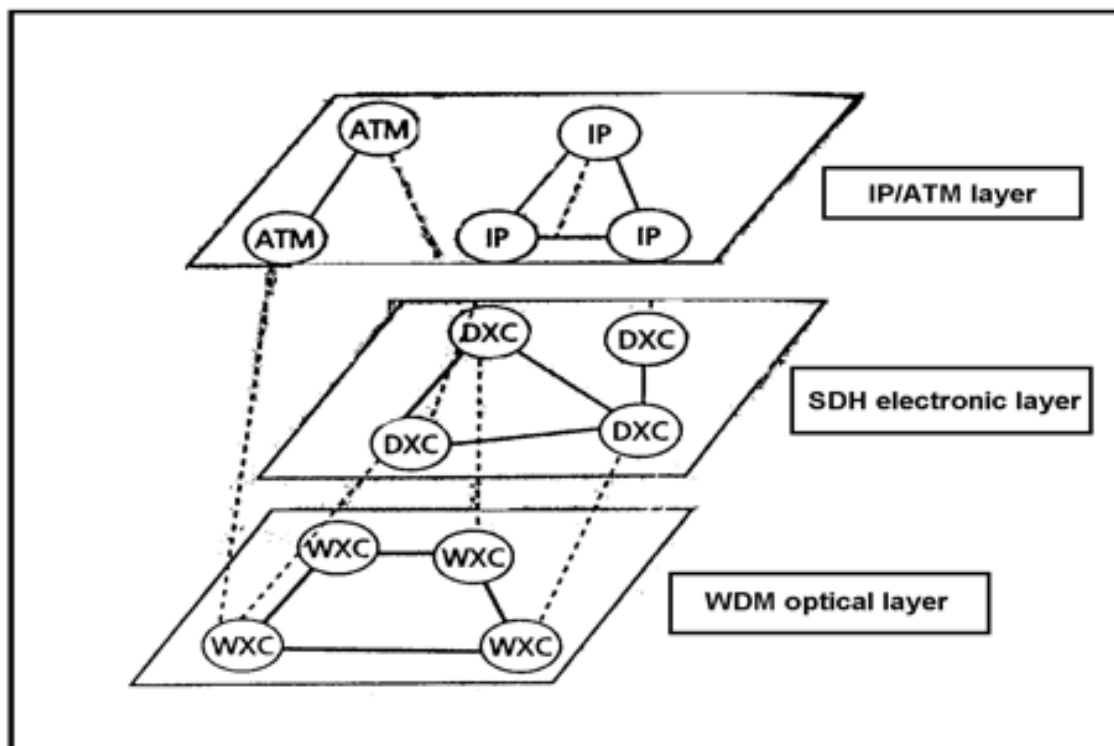 ATM
IP
IP/ATM layer
ATM
IP
IP
DXC
DXC
SDH electronic layer
DXC
DXC
WXC
WXC
WDM optical layer
WXC
WXC